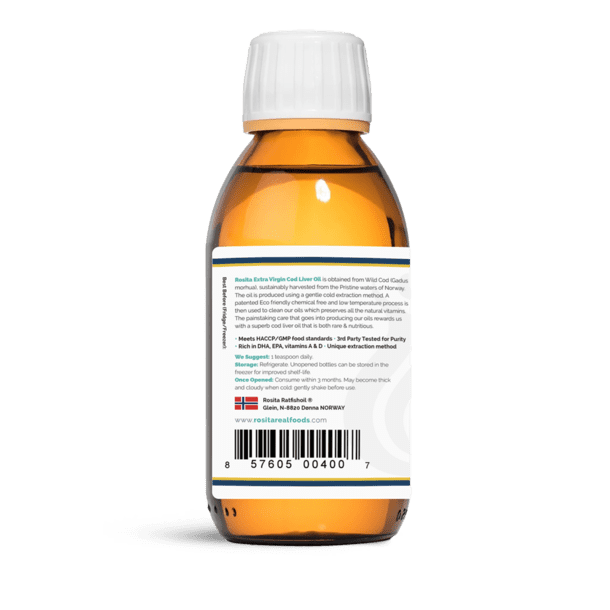 Rosita Extra Virgin Cod Liver Oil is obtained from Wild Cod (Gadus
morhua), sustainably harvested from the Pristine waters of Norway.
The oil is produced using a gentle cold extraction method. A
patented Eco friendly chemical free and low temperature process is
then used to clean our oils which preserves all the natural vitamins.
The painstaking care that goes into producing our oils rewards us
with a superb cod liver oil that is both rare & nutritious.
• Meets HACCP/GMP food standards • 3rd Party Tested for Purity
• Rich in DHA, EPA, vitamins A & D • Unique extraction method
We Suggest: 1 teaspoon daily.
Storage: Refrigerate. Unopened bottles can be stored in the
freezer for improved shelf-life.
Once Opened: Consume within 3 months. May become thick
and cloudy when cold: gently shake before use.
Rosita Ratfishoil ®
Glein, N-8820 Dønna NORWAY
www.rositarealfoods.com
8 57605 00400 7
Best Before (Fridge/Freezer):